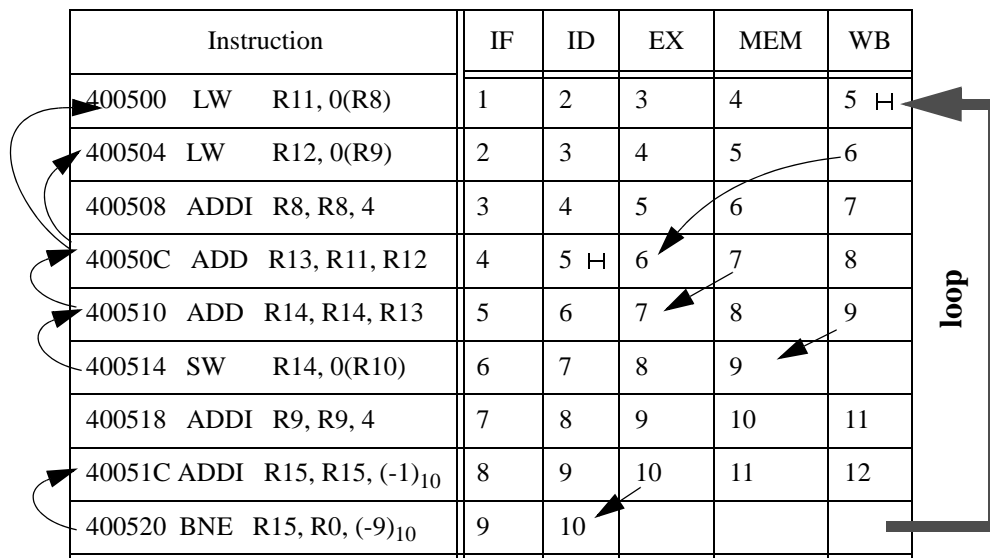 Instruction IF ID EX MEM WB
400500 LW R11, 0(R8) 1 2 3 4 5
400504 LW R12, 0(R9) 2 3 4 5 6
400508 ADDI R8, R8, 4 3 4 5 6 7
40050C ADD R13, R11, R12 4 5 6 7 8
400510 ADD R14, R14, R13 5 6 7 8 9
400514 SW R14, 0(R10) 6 7 8 9
400518 ADDI R9, R9, 4 7 8 9 10 11
40051C ADDI R15, R15, (-1)10 8 9 10 11 12
400520 BNE R15, R0, (-9)10 9 10
loop